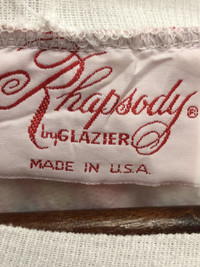 Rhapsody®
by GLAZIER
MADE IN U.S.A.